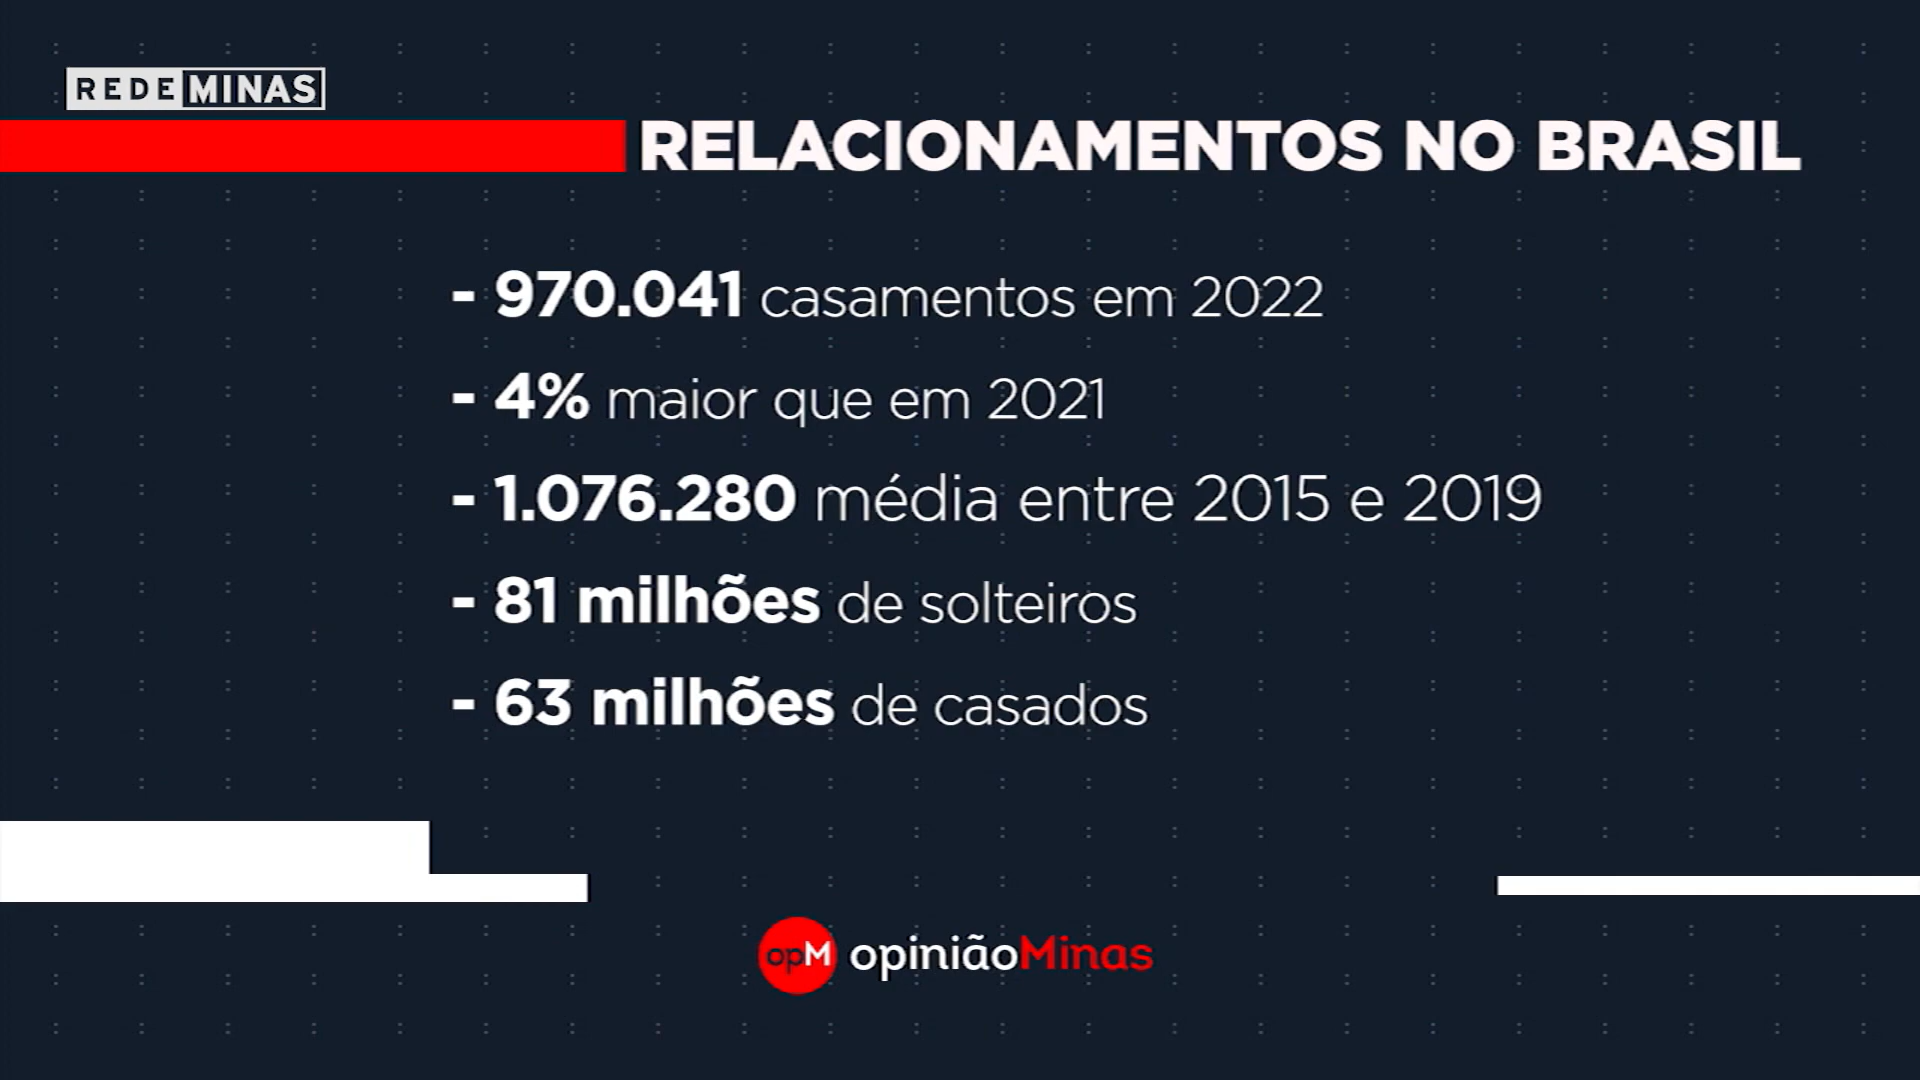 REDE MINAS
RELACIONAMENTOS NO BRASIL
- 970.041 casamentos em 2022
- 4% maior que em 2021
- 1.076.280 média entre 2015 e 2019
- 81 milhões de solteiros
- 63 milhões de casados
opM opiniãoMinas